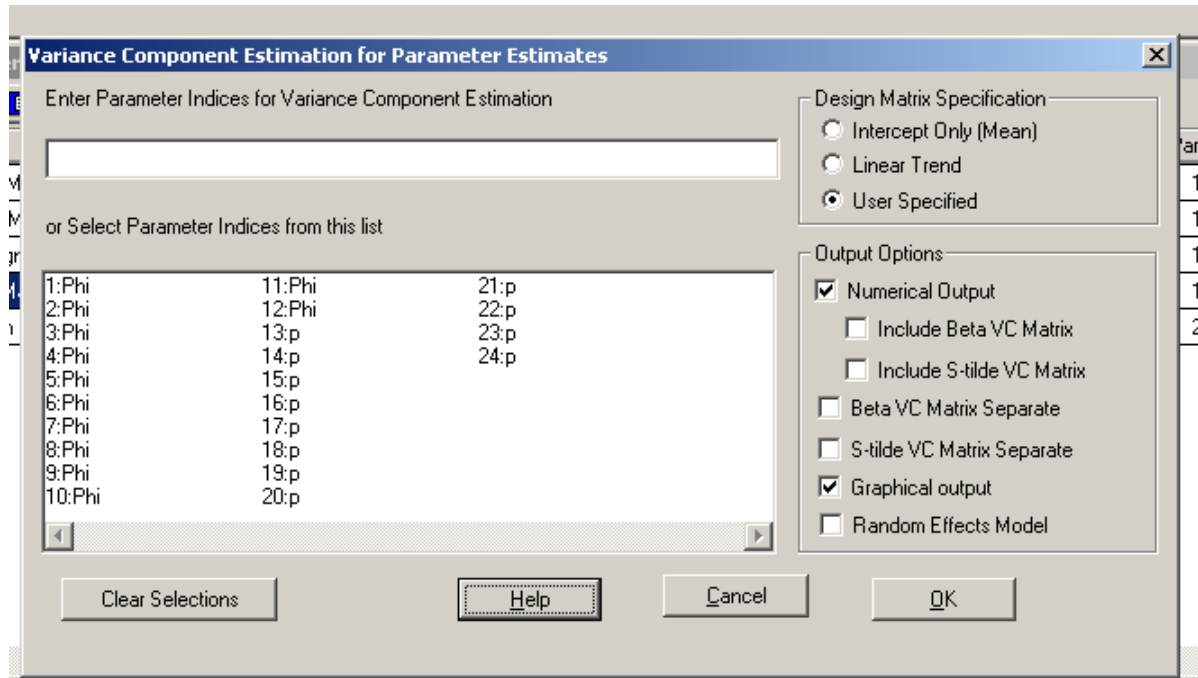 Variance Component Estimation for Parameter Estimates
Enter Parameter Indices for Variance Component Estimation
or Select Parameter Indices from this list
1:Phi 11:Phi 21:p
2:Phi 12:Phi 22:p
3:Phi 13:p 23:p
4:Phi 14:p 24:p
5:Phi 15:p
6:Phi 16:p
7:Phi 17:p
8:Phi 18:p
9:Phi 19:p
10:Phi 20:p
Design Matrix Specification
Intercept Only (Mean)
Linear Trend
User Specified
Output Options
Numerical Output
Include Beta VC Matrix
Include S-tilde VC Matrix
Beta VC Matrix Separate
S-tilde VC Matrix Separate
Graphical output
Random Effects Model
Clear Selections
Help
Cancel
OK